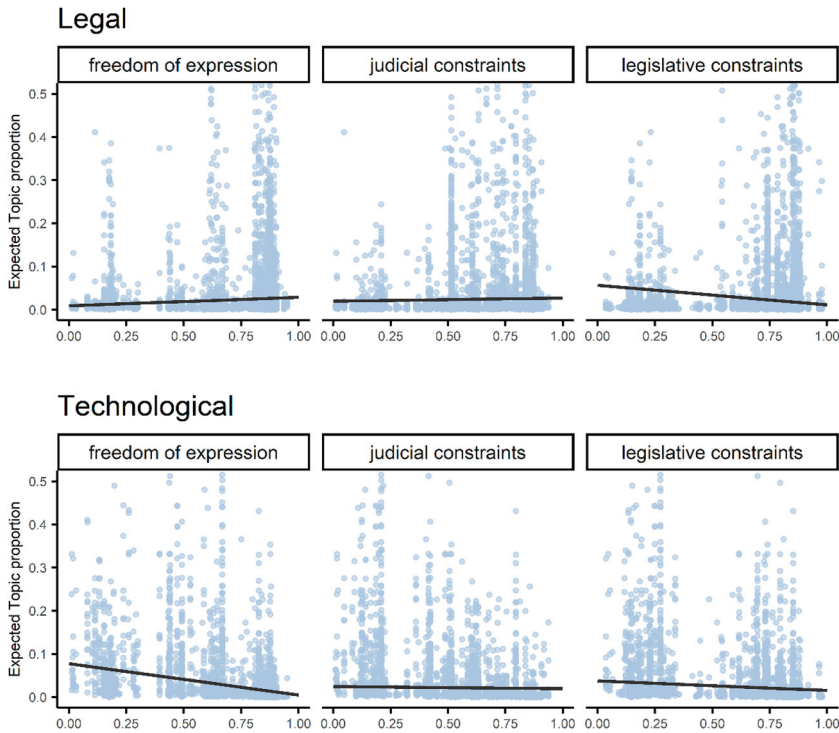 Legal
freedom of expression
judicial constraints
legislative constraints
Expected Topic proportion
0.5
0.4
0.3
0.2
0.1
0.0
0.00 0.25 0.50 0.75 1.00
0.00 0.25 0.50 0.75 1.00
0.00 0.25 0.50 0.75 1.00
Technological
freedom of expression
judicial constraints
legislative constraints
Expected Topic proportion
0.5
0.4
0.3
0.2
0.1
0.0
0.00 0.25 0.50 0.75 1.00
0.00 0.25 0.50 0.75 1.00
0.00 0.25 0.50 0.75 1.00